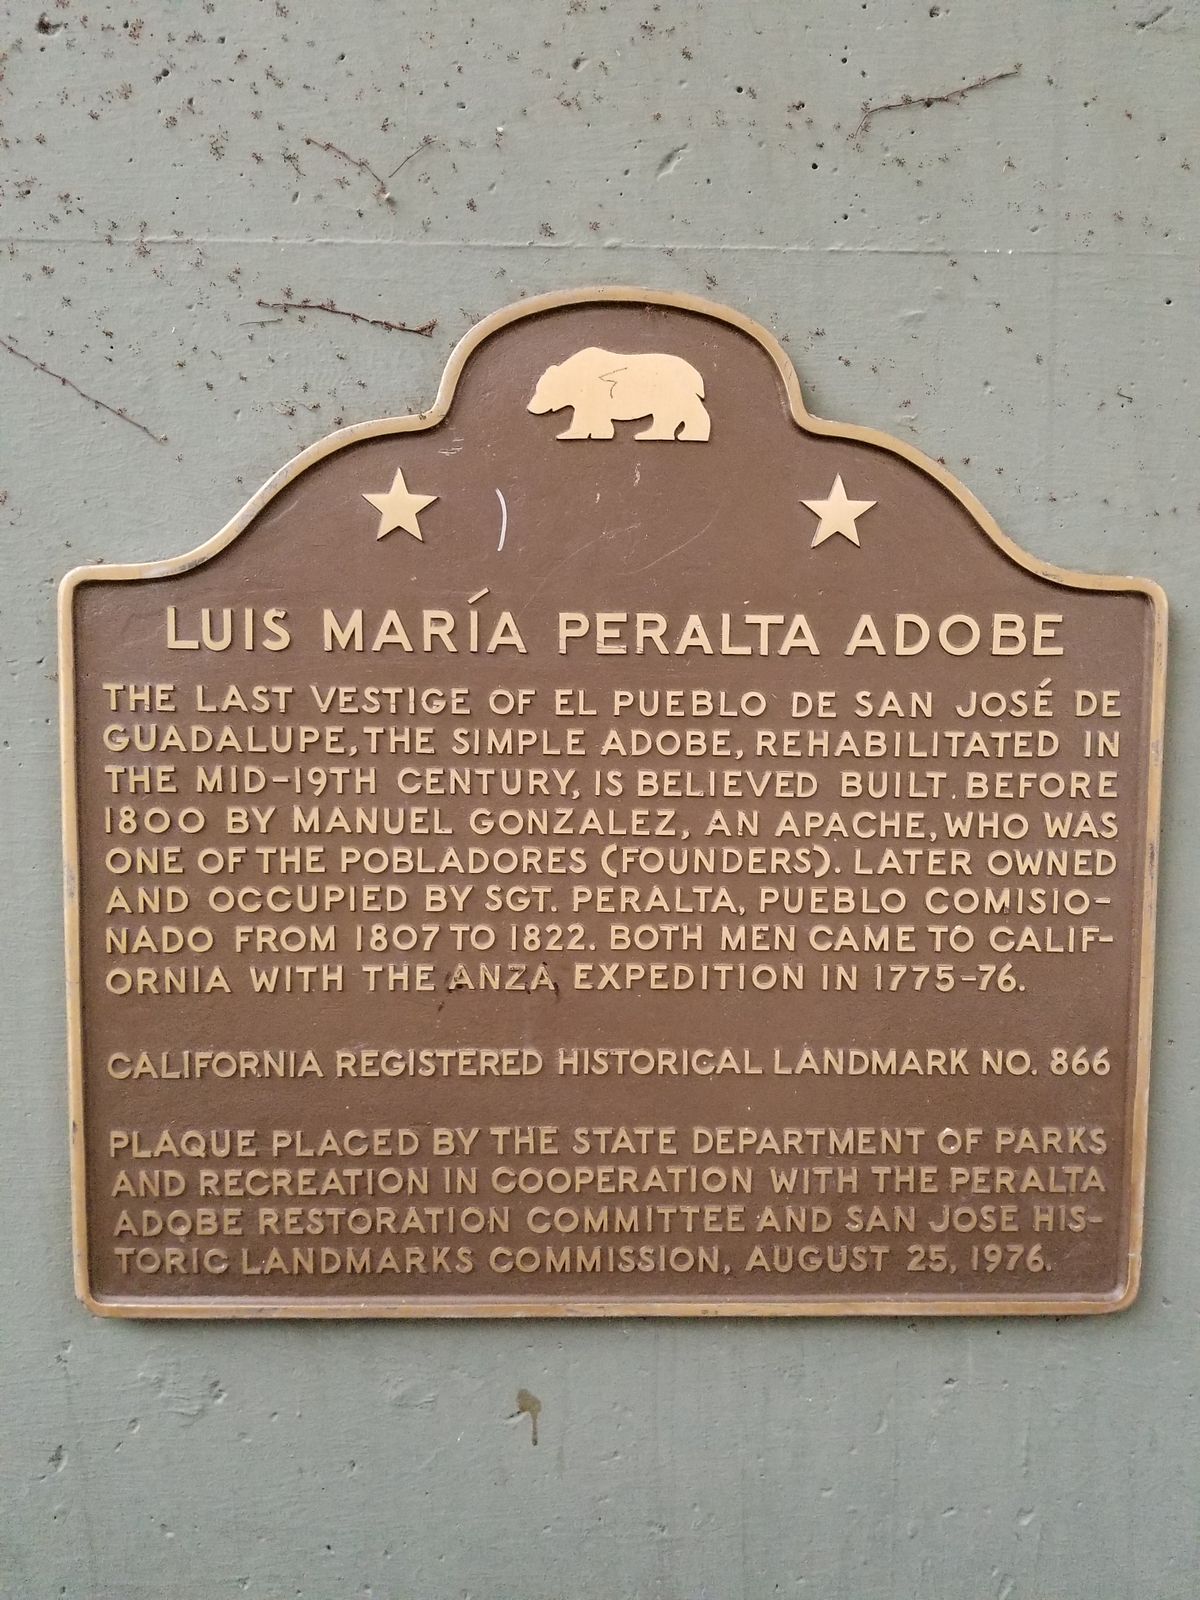 LUIS MARÍA PERALTA ADOBE
THE LAST VESTIGE OF EL PUEBLO DE SAN JOSÉ DE
GUADALUPE, THE SIMPLE ADOBE, REHABILITATED IN
THE MID-19TH CENTURY, IS BELIEVED BUILT BEFORE
1800 BY MANUEL GONZALEZ, AN APACHE, WHO WAS
ONE OF THE POBLADORES (FOUNDERS). LATER OWNED
AND OCCUPIED BY SGT. PERALTA, PUEBLO COMISIO-
NADO FROM 1807 TO 1822. BOTH MEN CAME TO CALIF-
ORNIA WITH THE ANZA EXPEDITION IN 1775-76.
CALIFORNIA REGISTERED HISTORICAL LANDMARK NO. 866
PLAQUE PLACED BY THE STATE DEPARTMENT OF PARKS
AND RECREATION IN COOPERATION WITH THE PERALTA
ADOBE RESTORATION COMMITTEE AND SAN JOSE HIS-
TORIC LANDMARKS COMMISSION, AUGUST 25, 1976.